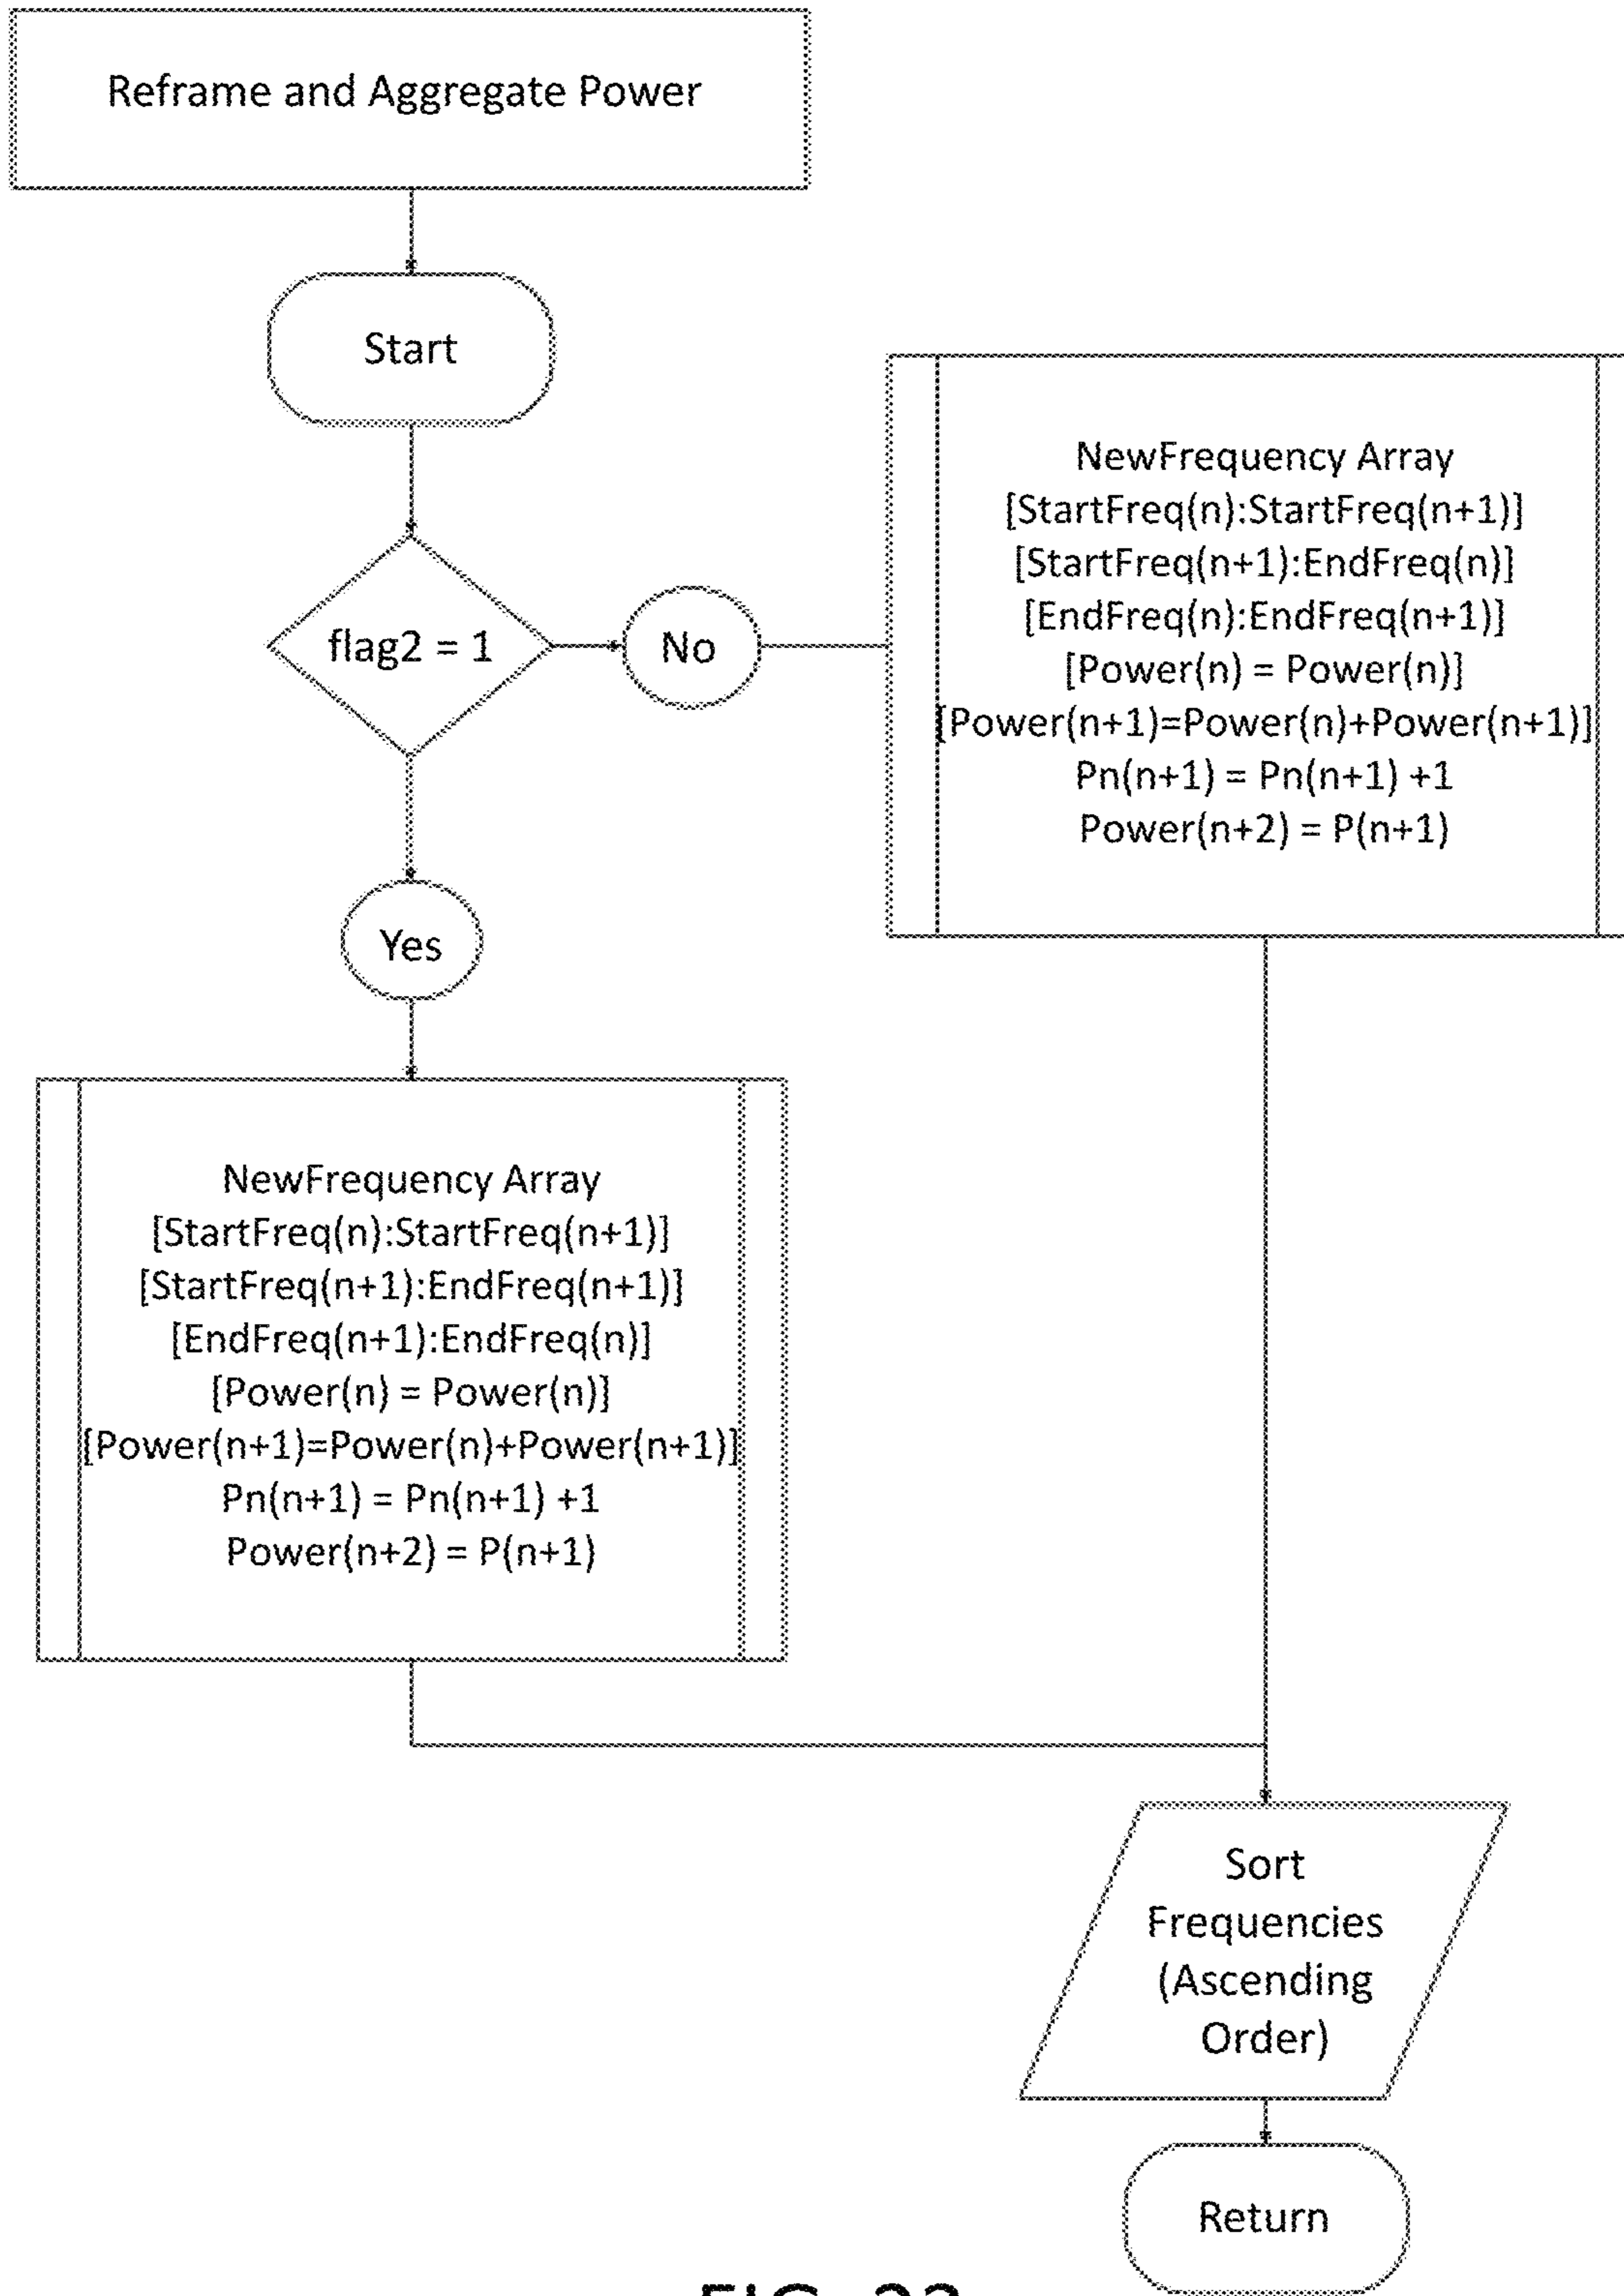 Reframe and Aggregate Power
Start
flag2 = 1
No
NewFrequency Array
[StartFreq(n):StartFreq(n+1)]
[StartFreq(n+1):EndFreq(n)]
[EndFreq(n):EndFreq(n+1)]
[Power(n) = Power(n)]
[Power(n+1)=Power(n)+Power(n+1)]
Pn(n+1) = Pn(n+1) +1
Power(n+2) = P(n+1)
Yes
NewFrequency Array
[StartFreq(n):StartFreq(n+1)]
[StartFreq(n+1):EndFreq(n+1)]
[EndFreq(n+1):EndFreq(n)]
[Power(n) = Power(n)]
[Power(n+1)=Power(n)+Power(n+1)]
Pn(n+1) = Pn(n+1) +1
Power(n+2) = P(n+1)
Sort
Frequencies
(Ascending
Order)
Return